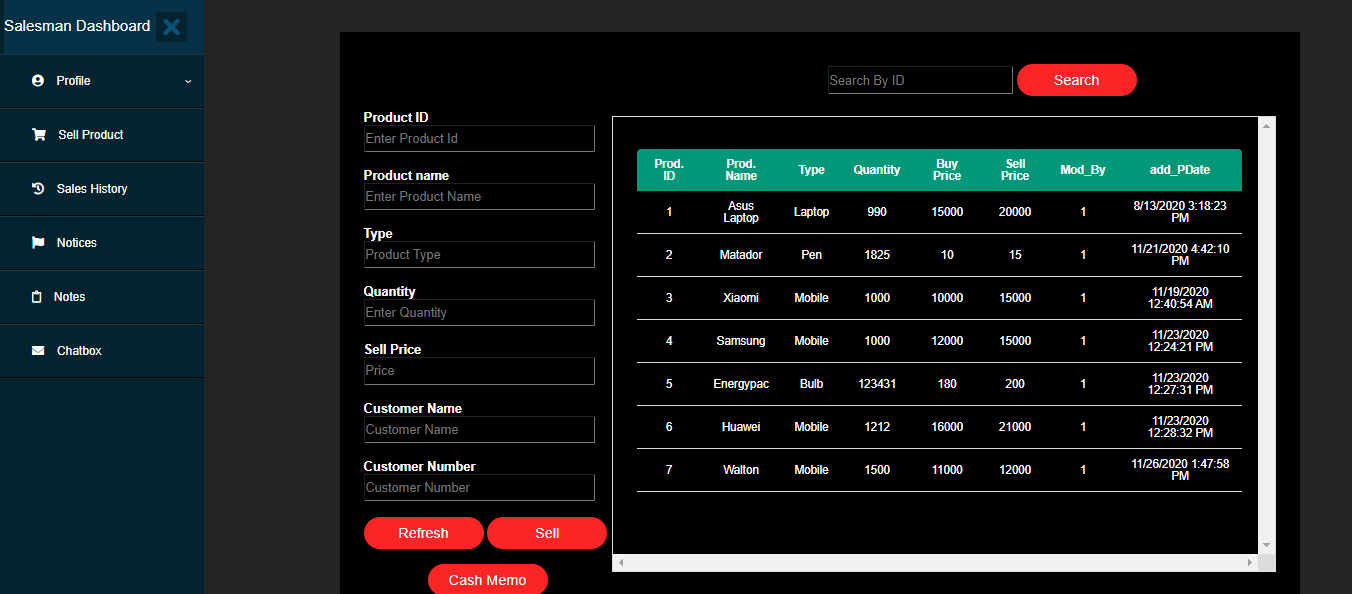 Salesman Dashboard
Profile
Sell Product
Sales History
Notices
Notes
Chatbox
Search By ID
Search
Product ID
Enter Product Id
Product name
Enter Product Name
Type
Product Type
Quantity
Enter Quantity
Sell Price
Price
Customer Name
Customer Name
Customer Number
Customer Number
Refresh Sell
Cash Memo
Prod. ID Prod. Name Type Quantity Buy Price Sell Price Mod_By add_PDate
1 Asus Laptop Laptop 990 15000 20000 1 8/13/2020 3:18:23 PM
2 Matador Pen 1825 10 15 1 11/21/2020 4:42:10 PM
3 Xiaomi Mobile 1000 10000 15000 1 11/19/2020 12:40:54 AM
4 Samsung Mobile 1000 12000 15000 1 11/23/2020 12:24:21 PM
5 Energypac Bulb 123431 180 200 1 11/23/2020 12:27:31 PM
6 Huawei Mobile 1212 16000 21000 1 11/23/2020 12:28:32 PM
7 Walton Mobile 1500 11000 12000 1 11/26/2020 1:47:58 PM